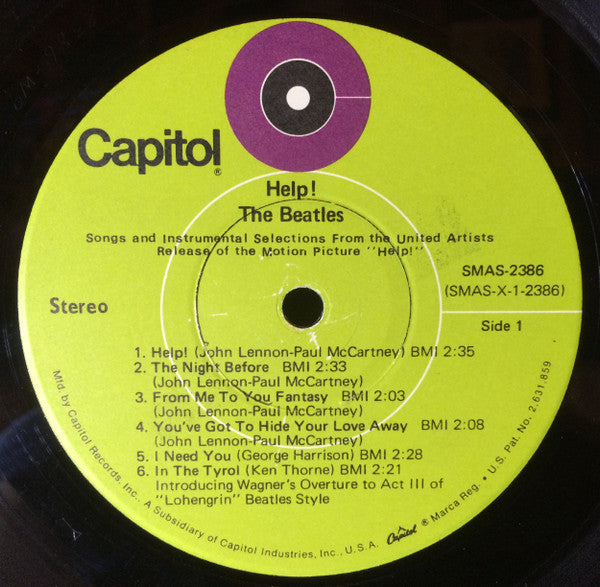 Capitol®
Help!
The Beatles
Songs and Instrumental Selections From the United Artists
Release of the Motion Picture "Help!"
SMAS-2386
(SMAS-X-1-2386)
Stereo
Side 1
1. Help! (John Lennon-Paul McCartney) BMI 2:35
2. The Night Before BMI 2:33
(John Lennon-Paul McCartney)
3. From Me To You Fantasy BMI 2:03
(John Lennon-Paul McCartney)
4. You've Got To Hide Your Love Away BMI 2:08
(John Lennon-Paul McCartney)
5. I Need You (George Harrison) BMI 2:28
6. In The Tyrol (Ken Thorne) BMI 2:21
Introducing Wagner's Overture to Act III of
"Lohengrin" Beatles Style
Mfd. by Capitol Records, Inc., A Subsidiary of Capitol Industries, Inc., U.S.A. Capitol ® Marca Reg. • U.S. Pat. No. 2,631,859